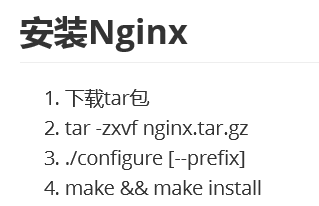 安装Nginx
1. 下载tar包
2. tar -zxvf nginx.tar.gz
3. ./configure [--prefix]
4. make && make install